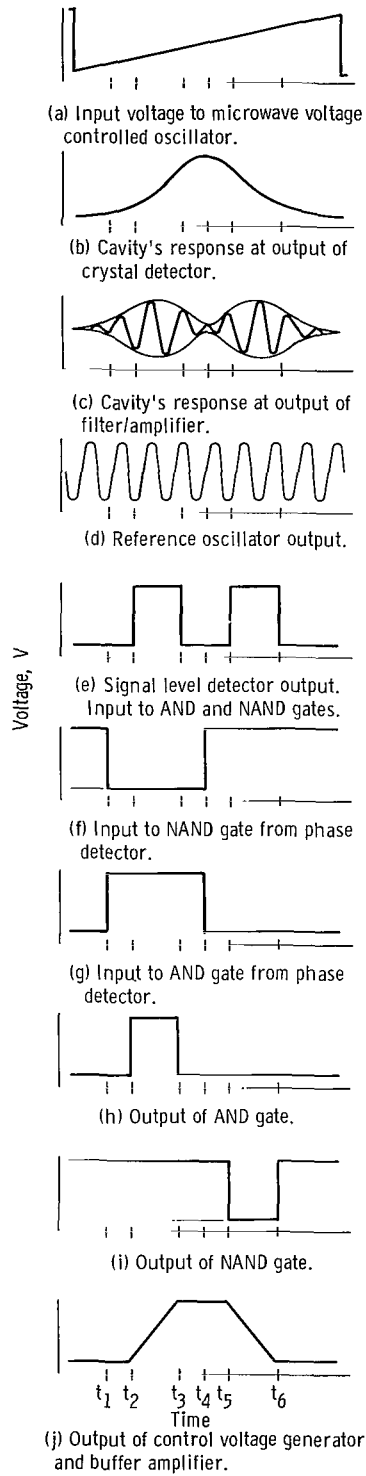 (a) Input voltage to microwave voltage
controlled oscillator.
(b) Cavity's response at output of
crystal detector.
(c) Cavity's response at output of
filter/amplifier.
(d) Reference oscillator output.
Voltage, V
(e) Signal level detector output.
Input to AND and NAND gates.
(f) Input to NAND gate from phase
detector.
(g) Input to AND gate from phase
detector.
(h) Output of AND gate.
(i) Output of NAND gate.
t1 t2 t3 t4 t5 t6
Time
(j) Output of control voltage generator
and buffer amplifier.